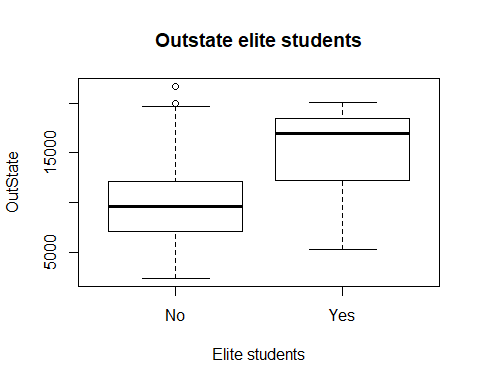 Outstate elite students
OutState
15000
5000
No Yes
Elite students